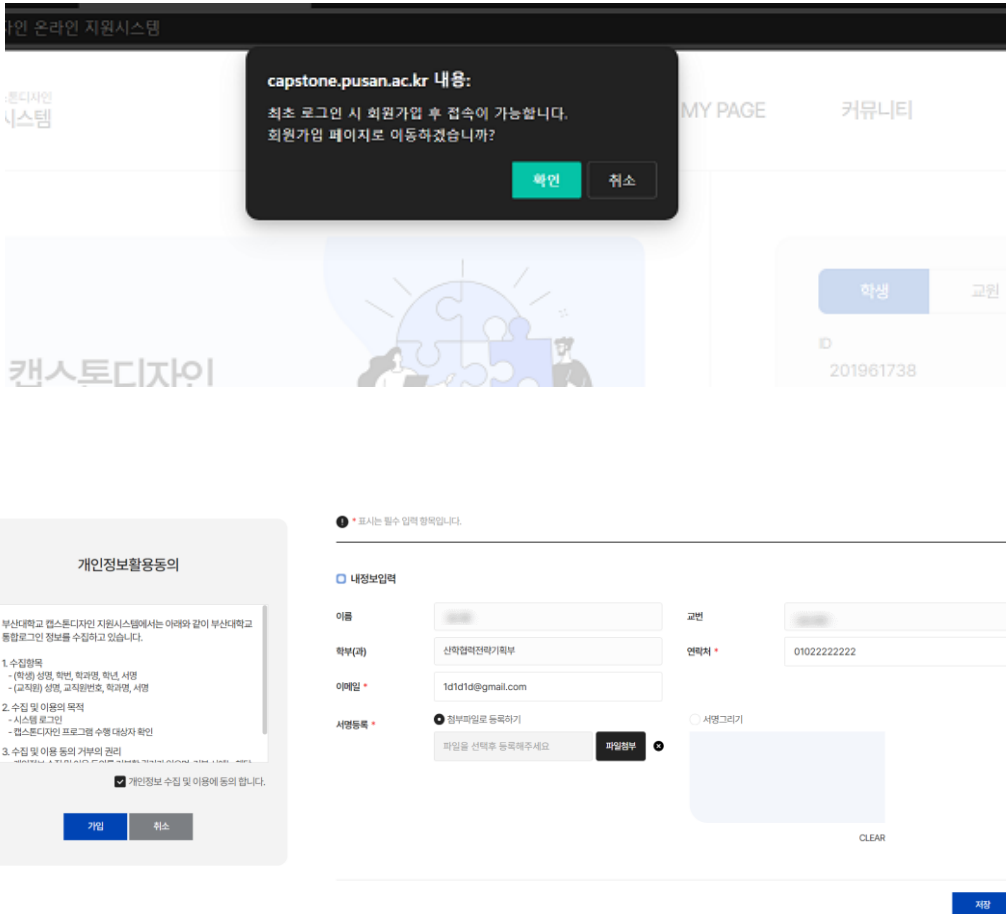 인 온라인 지원시스템
capstone.pusan.ac.kr 내용:
최초 로그인 시 회원가입 후 접속이 가능합니다.
회원가입 페이지로 이동하겠습니까?
확인
취소
스톤디자인
시스템
MY PAGE
커뮤니티
학생
교원
ID
201961738
캡스톤디자인
개인정보활용동의
부산대학교 캡스톤디자인 지원시스템에서는 아래와 같이 부산대학교
통합로그인 정보를 수집하고 있습니다.
1. 수집항목
- (학생) 성명, 학번, 학과명, 학년, 서명
- (교직원) 성명, 교직원번호, 학과명, 서명
2. 수집 및 이용의 목적
- 시스템 로그인
- 캡스톤디자인 프로그램 수행 대상자 확인
3. 수집 및 이용 동의 거부의 권리
개인정보 수집 및 이용에 동의 합니다.
가입
취소
* 표시는 필수 입력 항목입니다.
내정보입력
이름
교번
학부(과)
산학협력전략기획부
연락처 *
01022222222
이메일 *
1d1d1d@gmail.com
서명등록 *
첨부파일로 등록하기
서명그리기
파일을 선택후 등록해주세요
파일첨부
CLEAR
저장